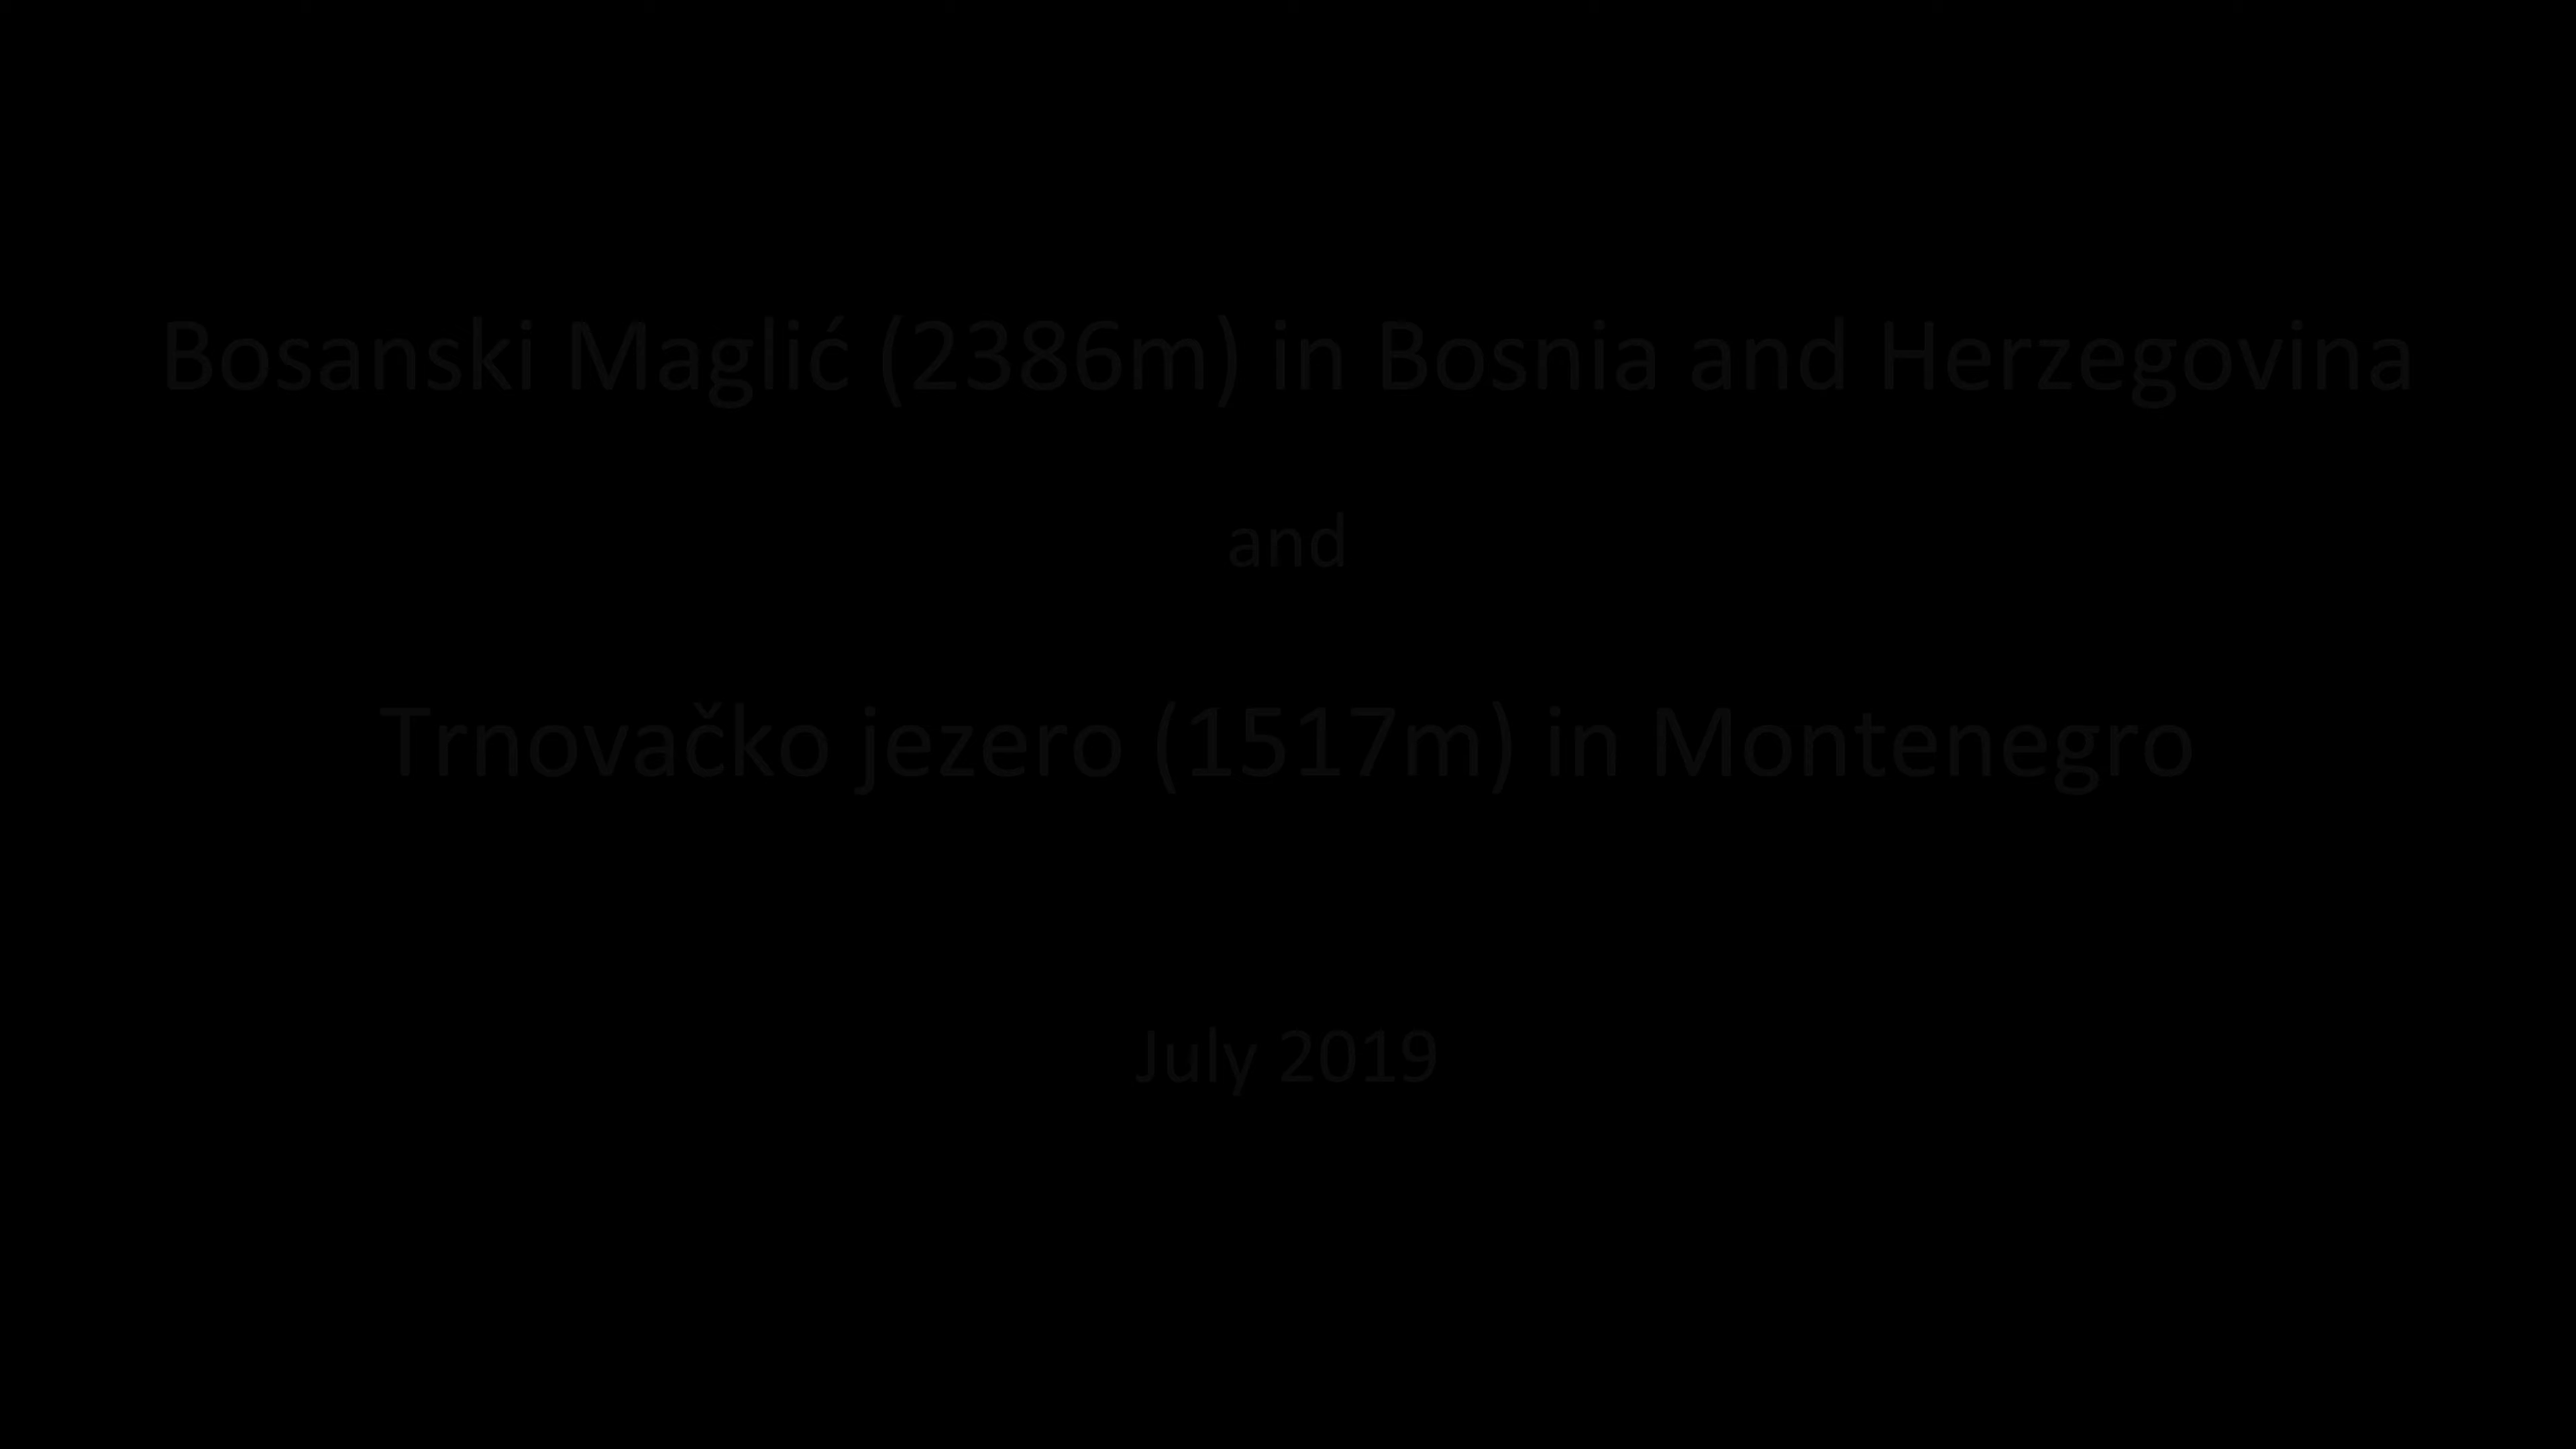 Bosanski Maglić (2386m) in Bosnia and Herzegovina
and
Trnovačko jezero (1517m) in Montenegro
July 2019